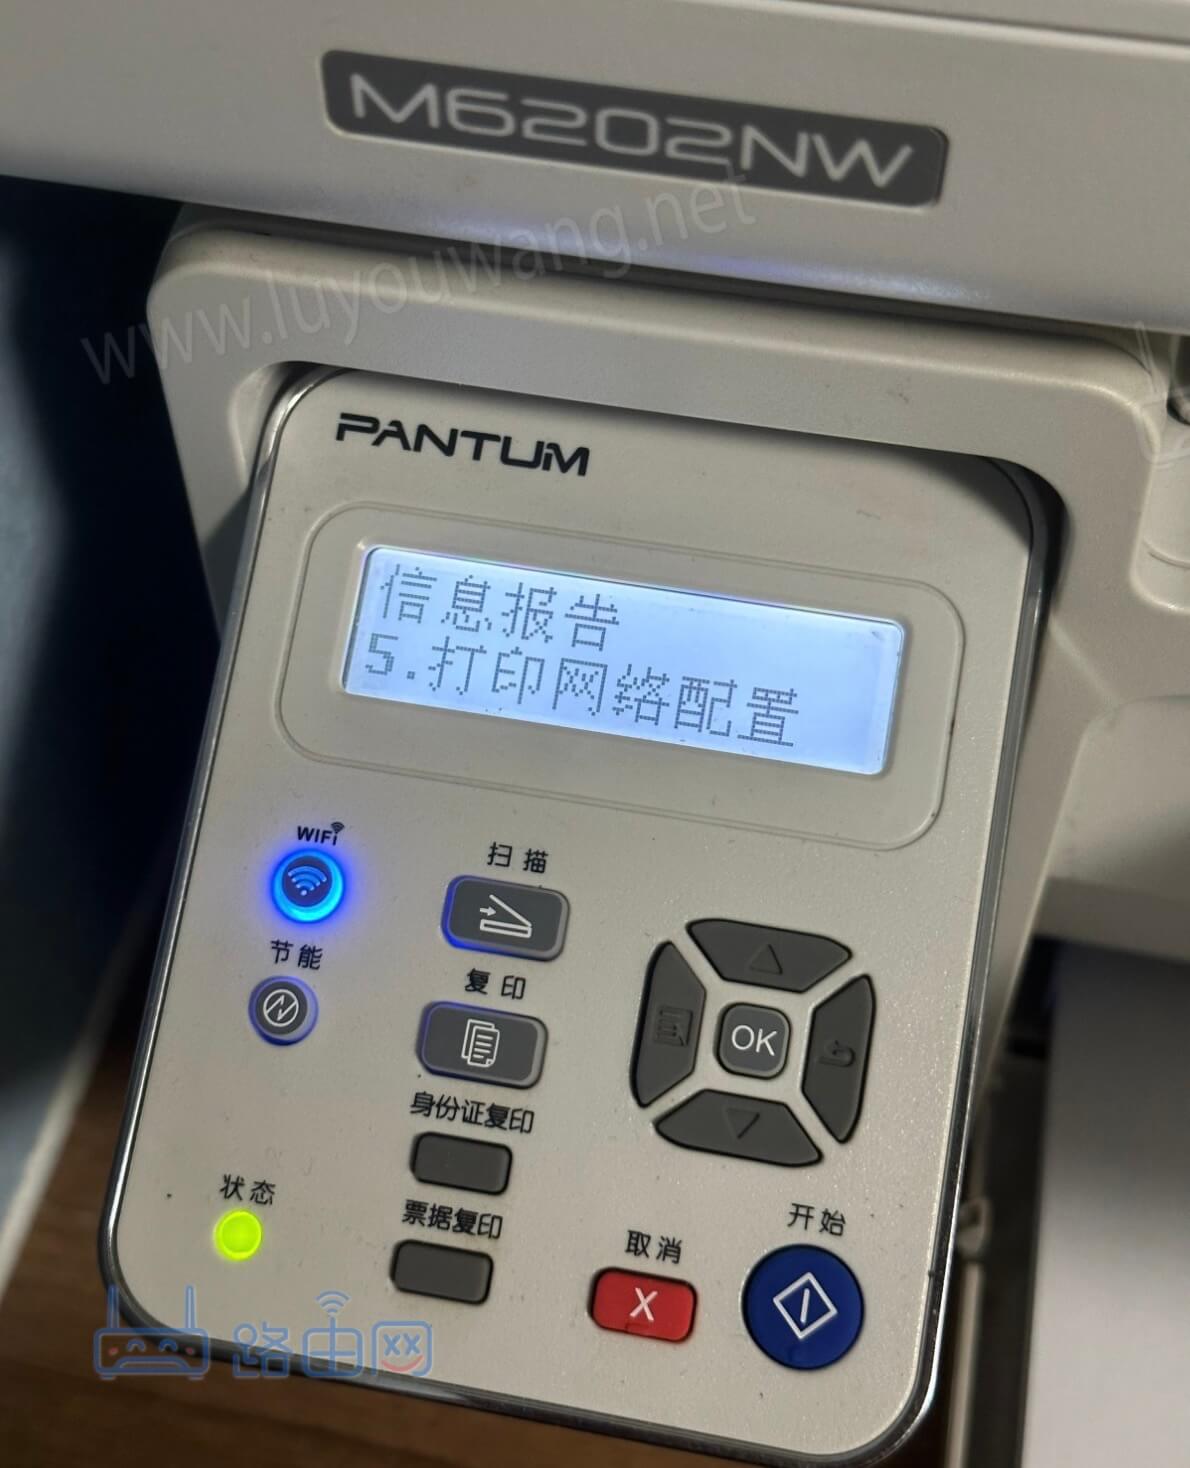 M6202NW
www.luyouwang.net
PANTUM
信息报告
5.打印网络配置
WiFi
扫描
节能
复印
OK
身份证复印
状态
票据复印
取消
X
开始
路由网